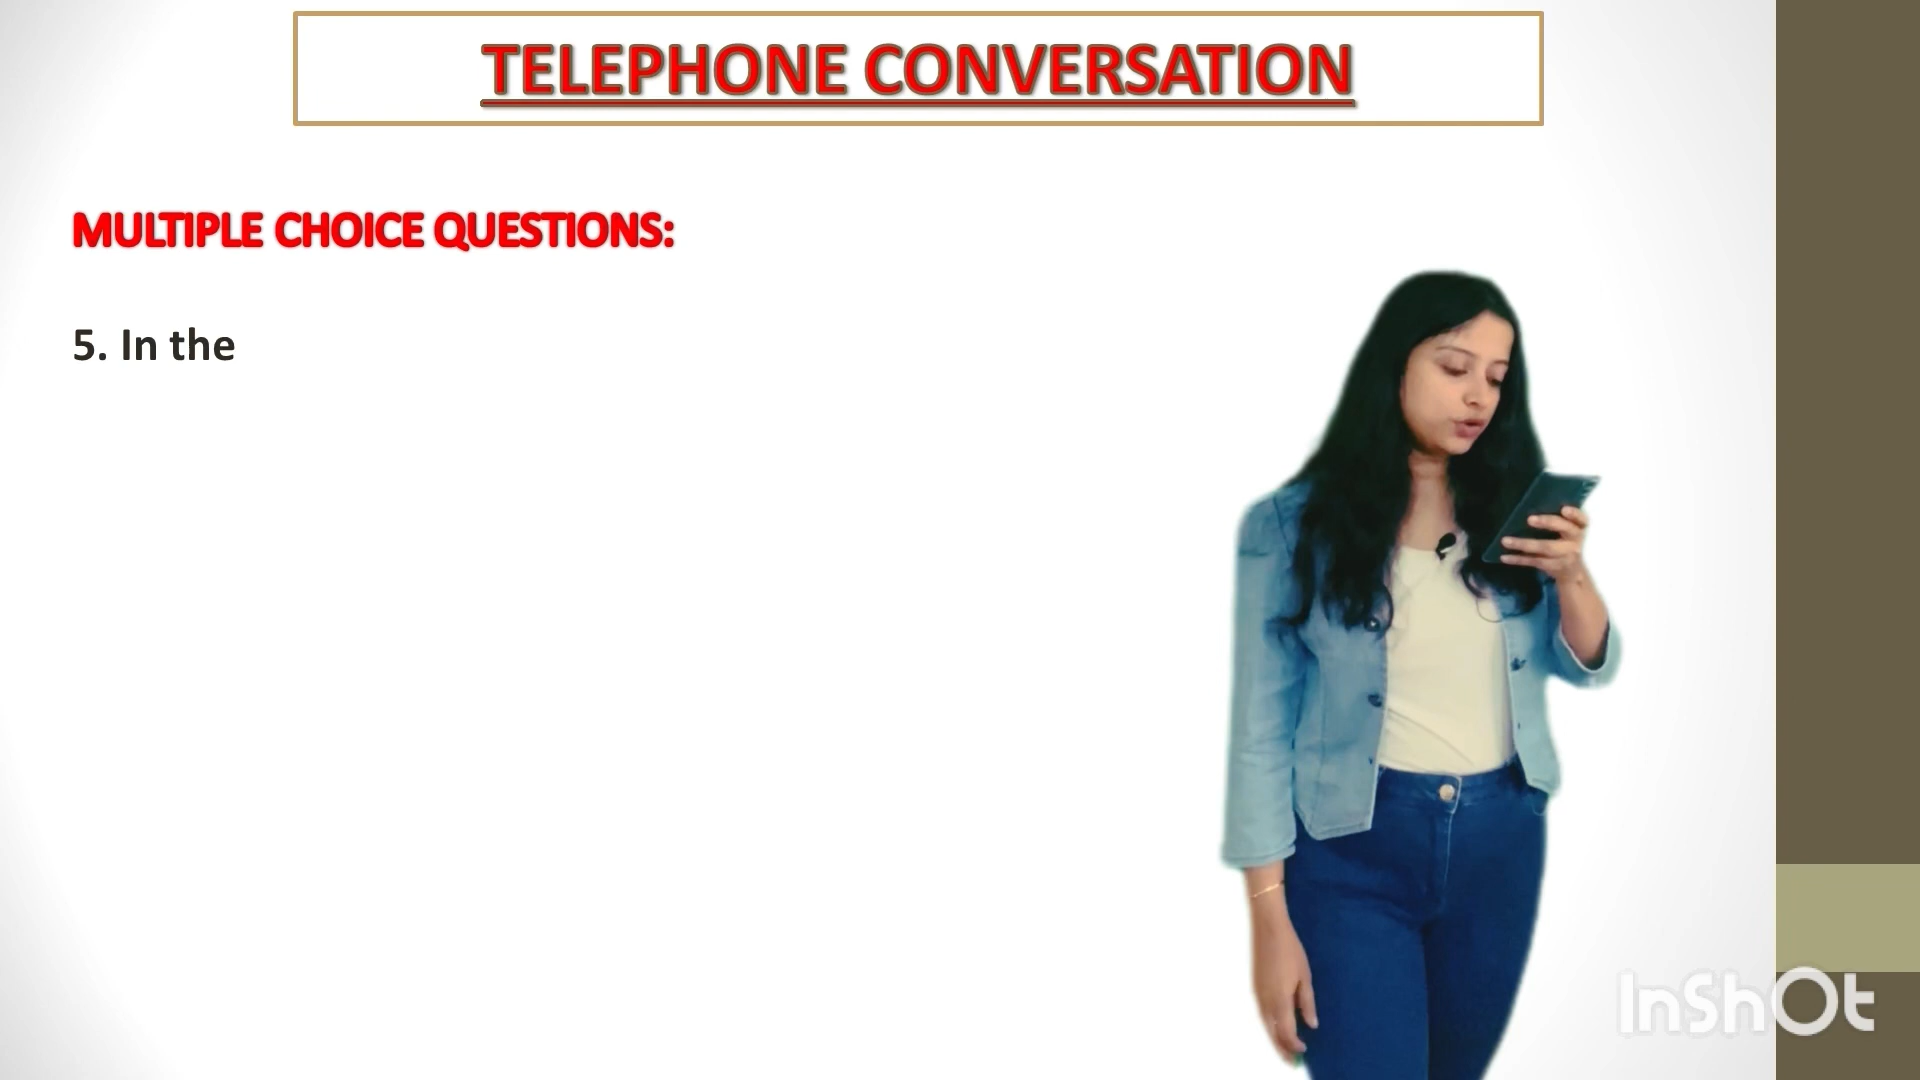 TELEPHONE CONVERSATION
MULTIPLE CHOICE QUESTIONS:
5. In the
InShOt